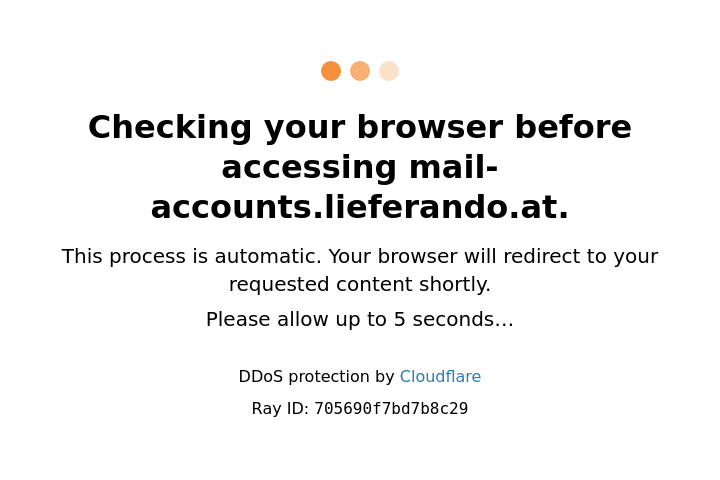 Checking your browser before
accessing mail-
accounts.lieferando.at.
This process is automatic. Your browser will redirect to your
requested content shortly.
Please allow up to 5 seconds…
DDoS protection by Cloudflare
Ray ID: 705690f7bd7b8c29